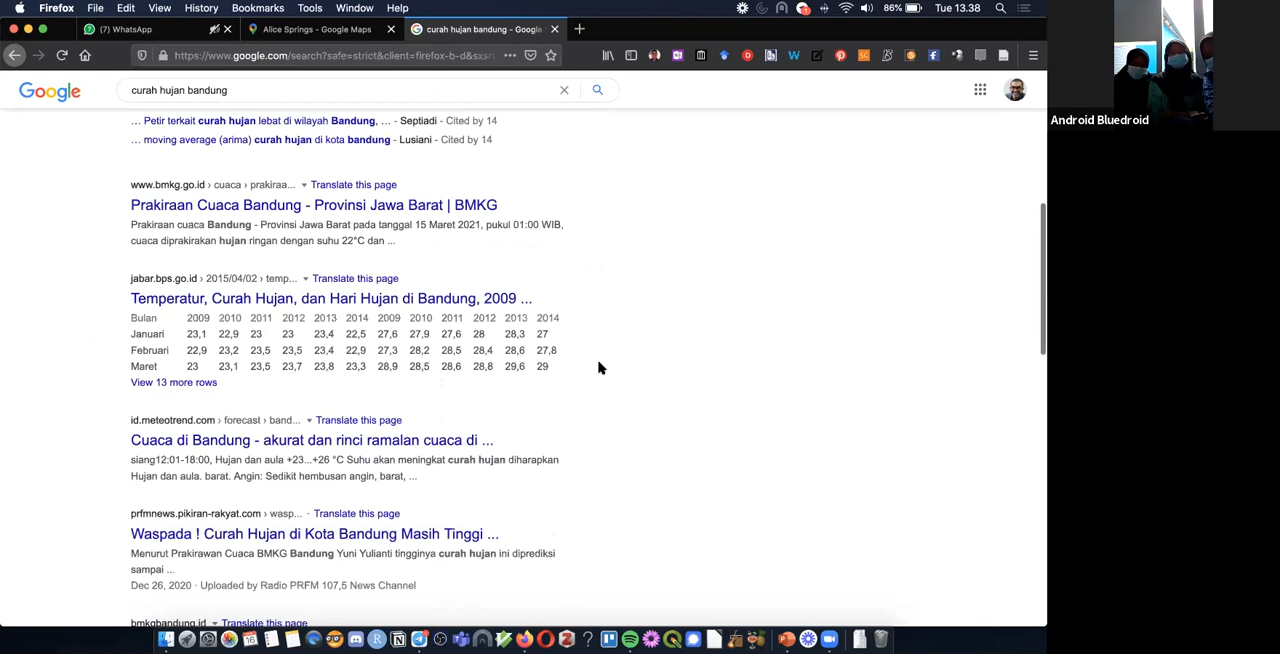 Firefox File Edit View History Bookmarks Tools Window Help 86% Tue 13.38
(7) WhatsApp Alice Springs - Google Maps curah hujan bandung - Google
https://www.google.com/search?safe=strict&client=firefox-b-d&sxsr
Google curah hujan bandung
Android Bluedroid
... Petir terkait curah hujan lebat di wilayah Bandung, ... - Septiadi - Cited by 14
... moving average (arima) curah hujan di kota bandung - Lusiani - Cited by 14
www.bmkg.go.id › cuaca › prakiraa... Translate this page
Prakiraan Cuaca Bandung - Provinsi Jawa Barat | BMKG
Prakiraan cuaca Bandung - Provinsi Jawa Barat pada tanggal 15 Maret 2021, pukul 01:00 WIB,
cuaca diprakirakan hujan ringan dengan suhu 22°C dan ...
jabar.bps.go.id › 2015/04/02 › temp... Translate this page
Temperatur, Curah Hujan, dan Hari Hujan di Bandung, 2009 ...
Bulan 2009 2010 2011 2012 2013 2014 2009 2010 2011 2012 2013 2014
Januari 23,1 22,9 23 23 23,4 22,5 27,6 27,9 27,6 28 28,3 27
Februari 22,9 23,2 23,5 23,5 23,4 22,9 27,3 28,2 28,5 28,4 28,6 27,8
Maret 23 23,1 23,5 23,7 23,8 23,3 28,9 28,5 28,6 28,8 29,6 29
View 13 more rows
id.meteotrend.com › forecast › band... Translate this page
Cuaca di Bandung - akurat dan rinci ramalan cuaca di ...
siang12:01-18:00, Hujan dan aula +23...+26 °C Suhu akan meningkat curah hujan diharapkan
Hujan dan aula. barat. Angin: Sedikit hembusan angin, barat, ...
prfmnews.pikiran-rakyat.com › wasp... · Translate this page
Waspada ! Curah Hujan di Kota Bandung Masih Tinggi ...
Menurut Prakirawan Cuaca BMKG Bandung Yuni Yulianti tingginya curah hujan ini diprediksi
sampai ...
Dec 26, 2020 · Uploaded by Radio PRFM 107,5 News Channel
bmkgbandung.id Translate this page